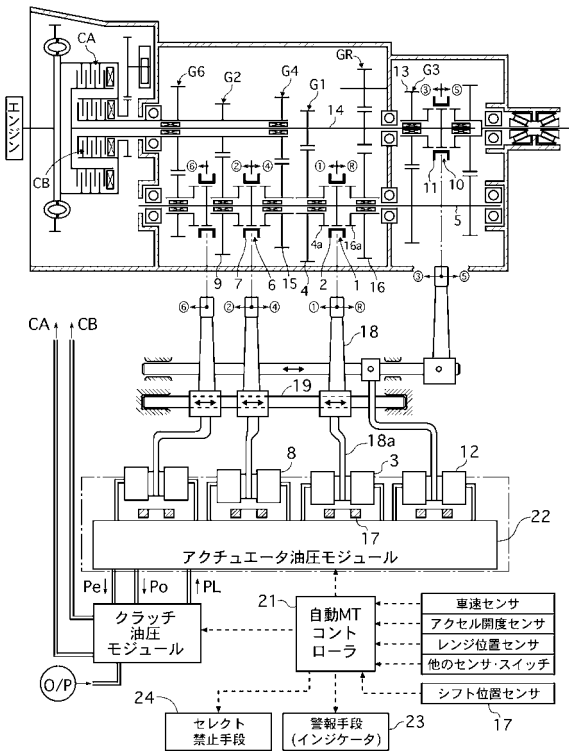 CA
G6
G2
G4
G1
GR
13
G3
③
⑤
エンジン
14
CB
⑥
②
④
①
Ⓡ
11
10
5
4a
16a
9
7
6
15
4
2
1
16
③
⑤
CA
CB
⑥
②
④
①
Ⓡ
18
19
18a
8
3
12
17
22
アクチュエータ油圧モジュール
Pe
Po
PL
21
クラッチ
油圧
モジュール
自動MT
コント
ローラ
車速センサ
アクセル開度センサ
レンジ位置センサ
他のセンサ・スイッチ
シフト位置センサ
17
O/P
24
セレクト
禁止手段
警報手段
(インジケータ)
23